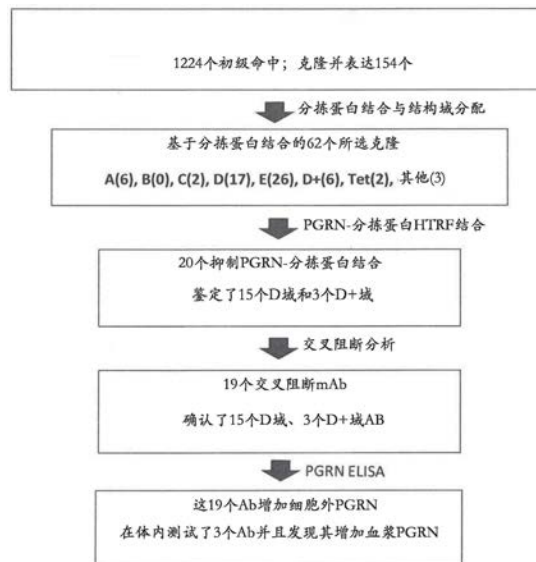 1224个初级命中；克隆并表达154个
分拣蛋白结合与结构域分配
基于分拣蛋白结合的62个所选克隆
A(6), B(0), C(2), D(17), E(26), D+(6), Tet(2), 其他(3)
PGRN-分拣蛋白HTRF结合
20个抑制PGRN-分拣蛋白结合
鉴定了15个D域和3个D+域
交叉阻断分析
19个交叉阻断mAb
确认了15个D域、3个D+域AB
PGRN ELISA
这19个Ab增加细胞外PGRN
在体内测试了3个Ab并且发现其增加血浆PGRN